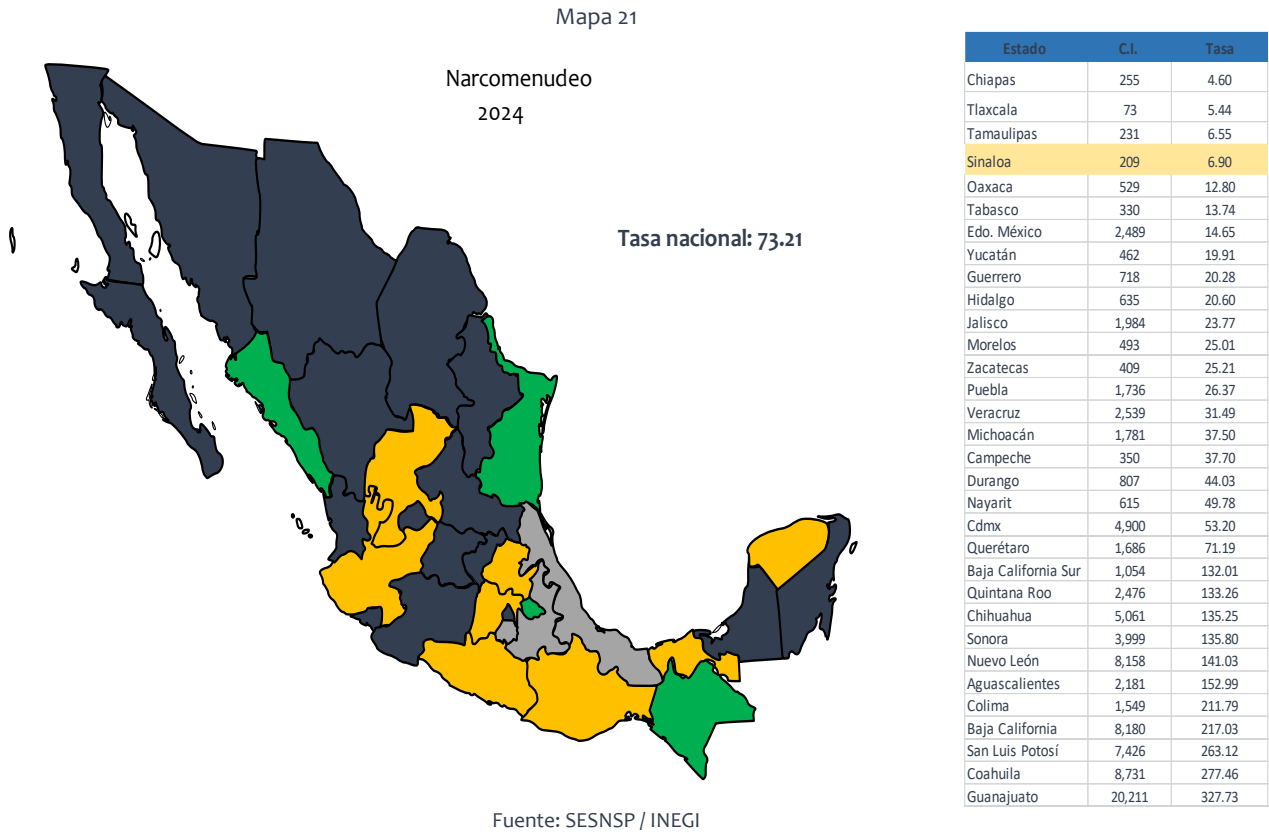 Mapa 21
Narcomenudeo
2024
Tasa nacional: 73.21
Estado C.I. Tasa
Chiapas 255 4.60
Tlaxcala 73 5.44
Tamaulipas 231 6.55
Sinaloa 209 6.90
Oaxaca 529 12.80
Tabasco 330 13.74
Edo. México 2,489 14.65
Yucatán 462 19.91
Guerrero 718 20.28
Hidalgo 635 20.60
Jalisco 1,984 23.77
Morelos 493 25.01
Zacatecas 409 25.21
Puebla 1,736 26.37
Veracruz 2,539 31.49
Michoacán 1,781 37.50
Campeche 350 37.70
Durango 807 44.03
Nayarit 615 49.78
Cdmx 4,900 53.20
Querétaro 1,686 71.19
Baja California Sur 1,054 132.01
Quintana Roo 2,476 133.26
Chihuahua 5,061 135.25
Sonora 3,999 135.80
Nuevo León 8,158 141.03
Aguascalientes 2,181 152.99
Colima 1,549 211.79
Baja California 8,180 217.03
San Luis Potosí 7,426 263.12
Coahuila 8,731 277.46
Guanajuato 20,211 327.73
Fuente: SESNSP / INEGI